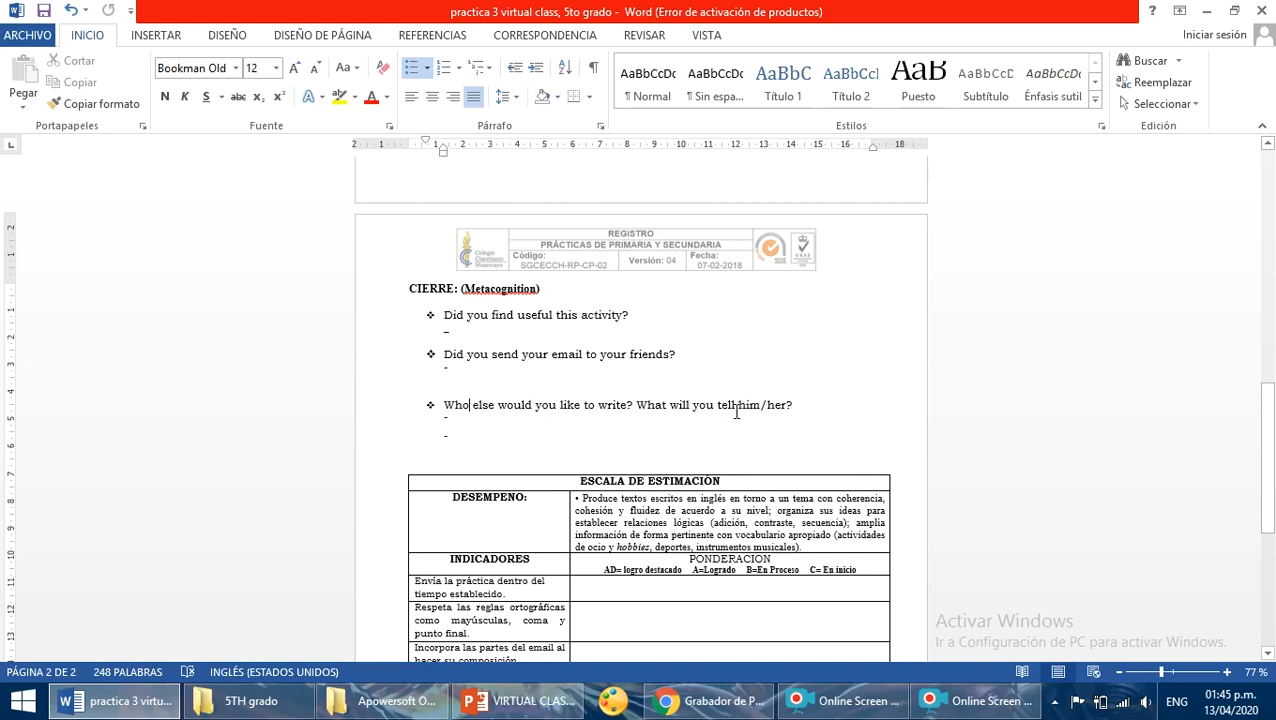 practica 3 virtual class, 5to grado - Word (Error de activación de productos)
ARCHIVO INICIO INSERTAR DISEÑO DISEÑO DE PÁGINA REFERENCIAS CORRESPONDENCIA REVISAR VISTA Iniciar sesión
Cortar
Copiar
Copiar formato
Pegar
Bookman Old 12
Normal Sin espa... Título 1 Título 2 Puesto Subtítulo Énfasis sutil
Buscar
Reemplazar
Seleccionar
Portapapeles Fuente Párrafo Estilos Edición
REGISTRO
PRÁCTICAS DE PRIMARIA Y SECUNDARIA
Código: SGCECCH-RP-CP-02 Versión: 04 Fecha: 07-02-2018
Colegio Claretiano Huancayo
SGS
UKAS
CIERRE: (Metacognition)
❖ Did you find useful this activity?
–
❖ Did you send your email to your friends?
-
❖ Who else would you like to write? What will you tell him/her?
-
-
ESCALA DE ESTIMACIÓN
DESEMPEÑO: • Produce textos escritos en inglés en torno a un tema con coherencia,
cohesión y fluidez de acuerdo a su nivel; organiza sus ideas para
establecer relaciones lógicas (adición, contraste, secuencia); amplia
información de forma pertinente con vocabulario apropiado (actividades
de ocio y hobbies, deportes, instrumentos musicales).
INDICADORES PONDERACION
AD= logro destacado A=Logrado B=En Proceso C= En inicio
Envía la práctica dentro del
tiempo establecido.
Respeta las reglas ortográficas
como mayúsculas, coma y
punto final.
Incorpora las partes del email al
hacer su composición
Activar Windows
Ir a Configuración de PC para activar Windows.
PÁGINA 2 DE 2 248 PALABRAS INGLÉS (ESTADOS UNIDOS) 77 %
practica 3 virtu... 5TH grado Apowersoft O... VIRTUAL CLAS... Grabador de P... Online Screen ... Online Screen ... ENG 01:45 p.m.
13/04/2020